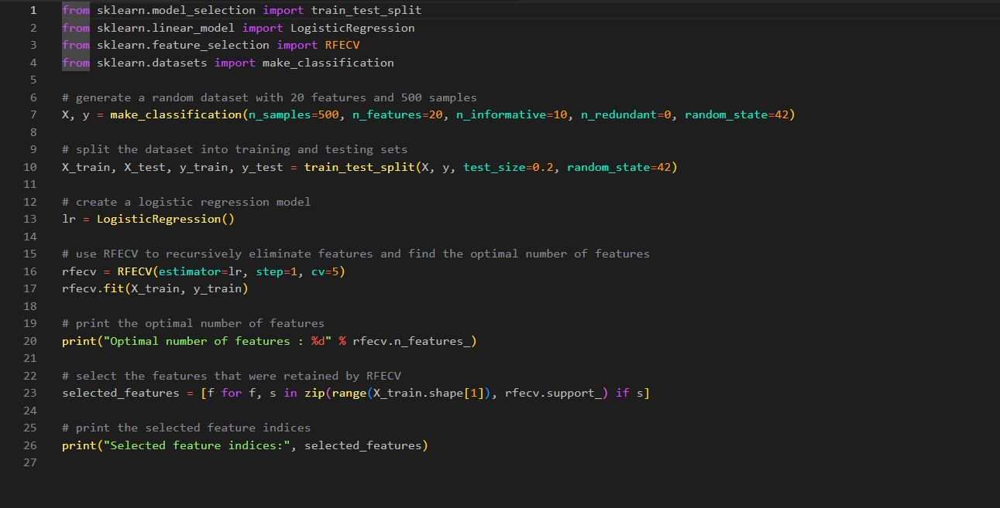 1 from sklearn.model_selection import train_test_split
2 from sklearn.linear_model import LogisticRegression
3 from sklearn.feature_selection import RFECV
4 from sklearn.datasets import make_classification
5
6 # generate a random dataset with 20 features and 500 samples
7 X, y = make_classification(n_samples=500, n_features=20, n_informative=10, n_redundant=0, random_state=42)
8
9 # split the dataset into training and testing sets
10 X_train, X_test, y_train, y_test = train_test_split(X, y, test_size=0.2, random_state=42)
11
12 # create a logistic regression model
13 lr = LogisticRegression()
14
15 # use RFECV to recursively eliminate features and find the optimal number of features
16 rfecv = RFECV(estimator=lr, step=1, cv=5)
17 rfecv.fit(X_train, y_train)
18
19 # print the optimal number of features
20 print("Optimal number of features : %d" % rfecv.n_features_)
21
22 # select the features that were retained by RFECV
23 selected_features = [f for f, s in zip(range(X_train.shape[1]), rfecv.support_) if s]
24
25 # print the selected feature indices
26 print("Selected feature indices:", selected_features)
27